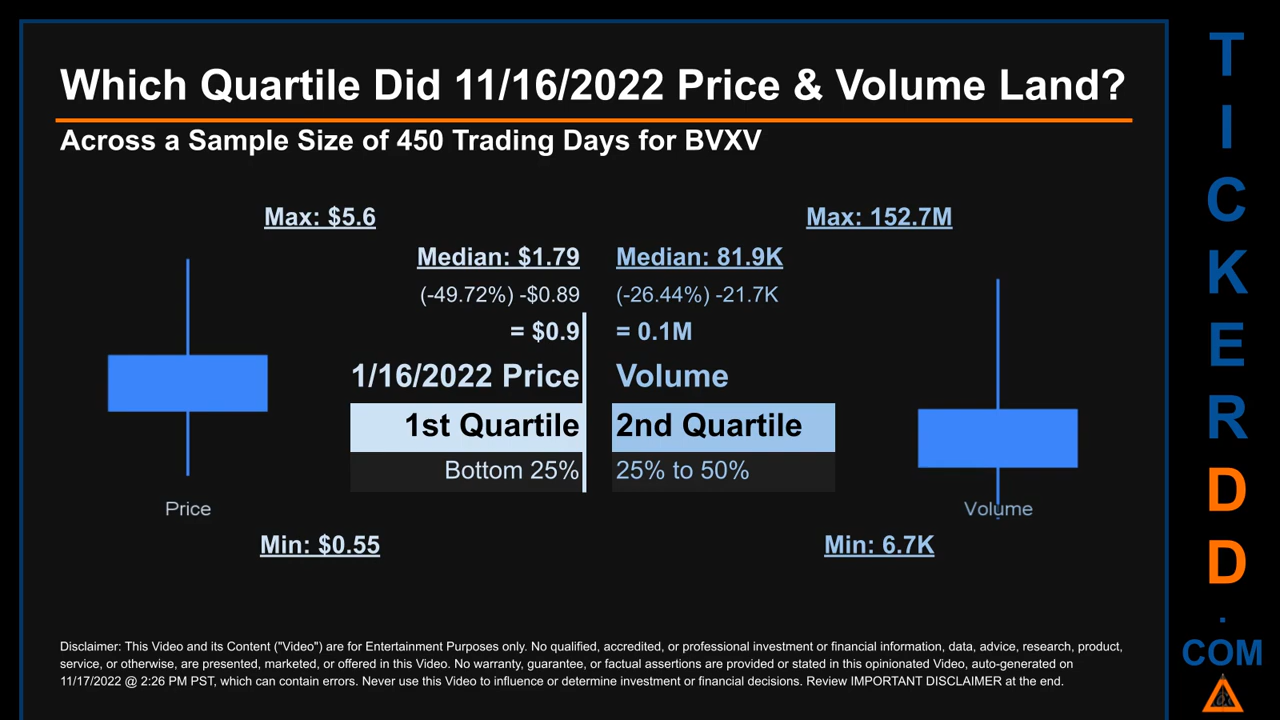 Which Quartile Did 11/16/2022 Price & Volume Land?
Across a Sample Size of 450 Trading Days for BVXV
Max: $5.6
Max: 152.7M
Median: $1.79
Median: 81.9K
(-49.72%) -$0.89
(-26.44%) -21.7K
= $0.9
= 0.1M
1/16/2022 Price
Volume
1st Quartile
2nd Quartile
Bottom 25%
25% to 50%
Price
Volume
Min: $0.55
Min: 6.7K
Disclaimer: This Video and its Content ("Video") are for Entertainment Purposes only. No qualified, accredited, or professional investment or financial information, data, advice, research, product,
service, or otherwise, are presented, marketed, or offered in this Video. No warranty, guarantee, or factual assertions are provided or stated in this opinionated Video, auto-generated on
11/17/2022 @ 2:26 PM PST, which can contain errors. Never use this Video to influence or determine investment or financial decisions. Review IMPORTANT DISCLAIMER at the end.
T
I
C
K
E
R
D
D
.
COM